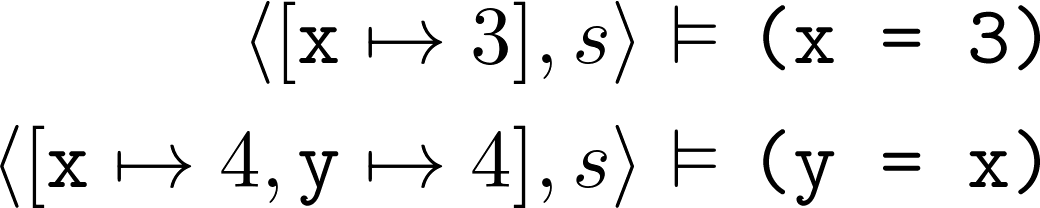 ⟨[x ↦ 3], s⟩ ⊨ (x = 3)
⟨[x ↦ 4, y ↦ 4], s⟩ ⊨ (y = x)